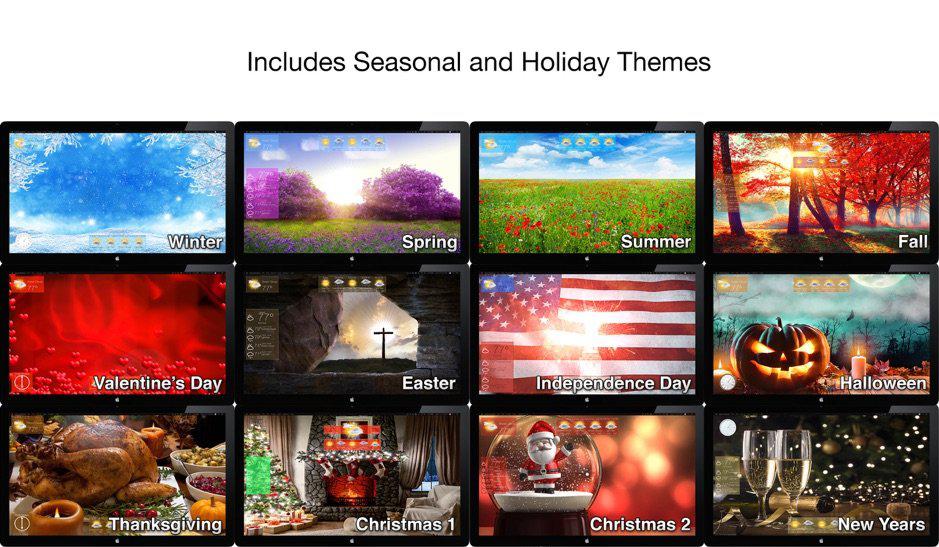 Includes Seasonal and Holiday Themes
Winter
Spring
Summer
Fall
Valentine's Day
Easter
Independence Day
Halloween
Thanksgiving
Christmas 1
Christmas 2
New Years